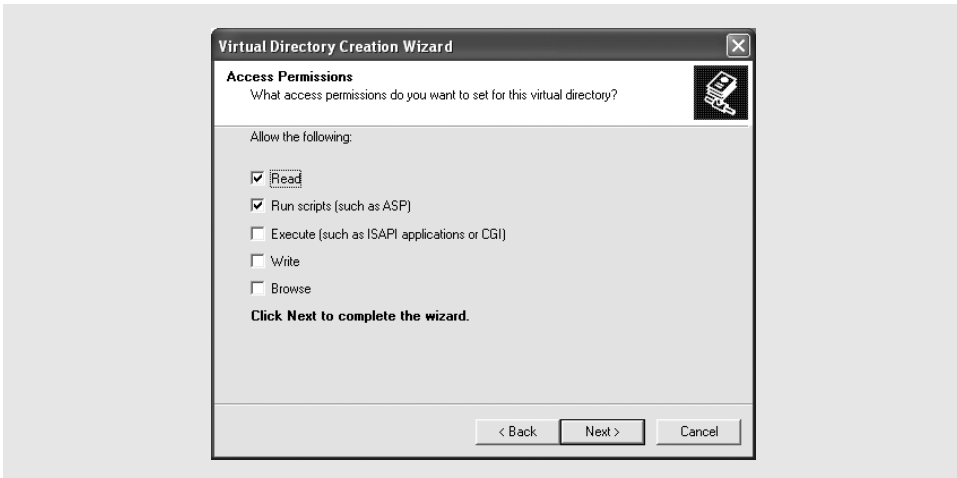 Virtual Directory Creation Wizard
Access Permissions
What access permissions do you want to set for this virtual directory?
Allow the following:
Read
Run scripts (such as ASP)
Execute (such as ISAPI applications or CGI)
Write
Browse
Click Next to complete the wizard.
< Back Next > Cancel